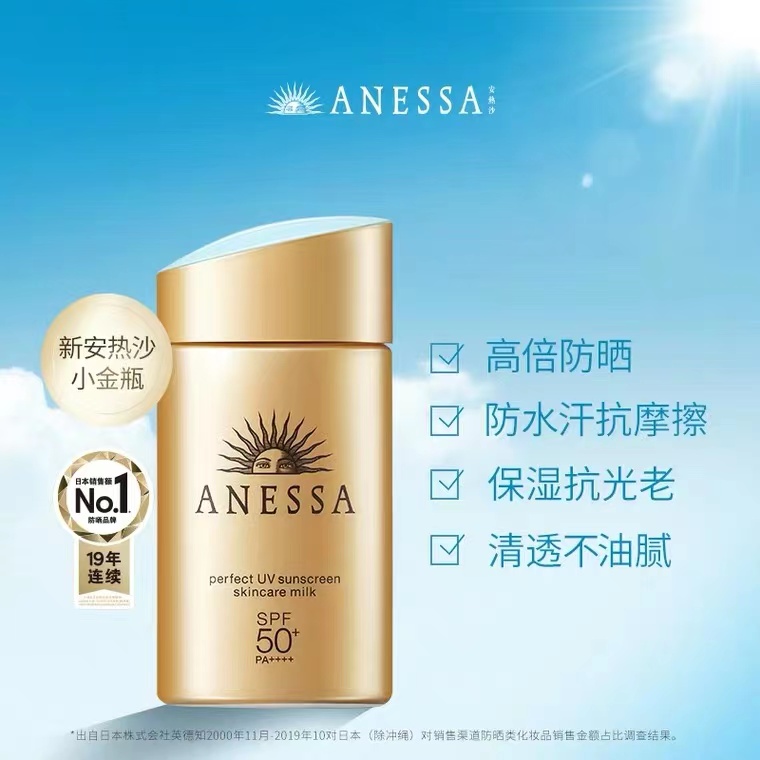 ANESSA
安热沙
新安热沙
小金瓶
日本销售额
No.1
防晒品牌
19年
连续
ANESSA
perfect UV sunscreen
skincare milk
SPF
50+
PA++++
高倍防晒
防水汗抗摩擦
保湿抗光老
清透不油腻
*出自日本株式会社英德知2000年11月-2019年10对日本（除冲绳）对销售渠道防晒类化妆品销售金额占比调查结果。